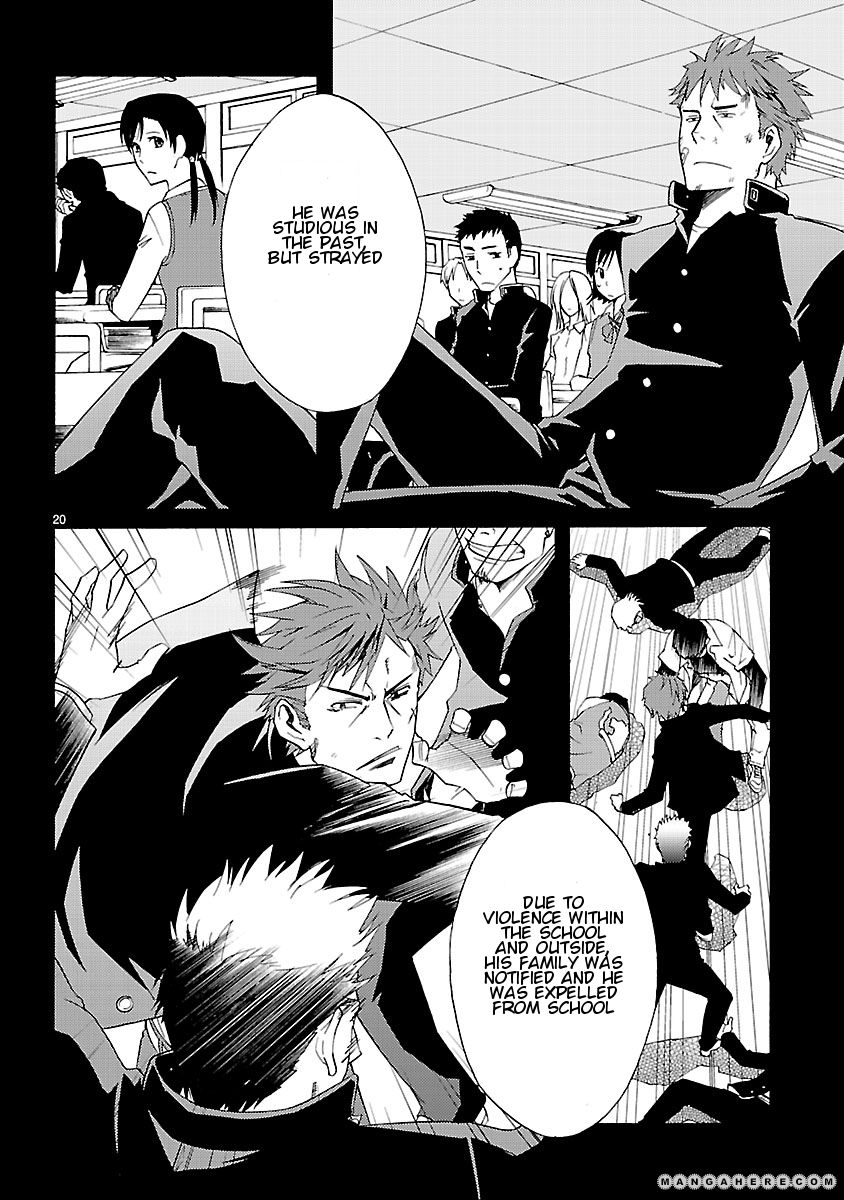 HE WAS
STUDIOUS IN
THE PAST,
BUT STRAYED
20
DUE TO
VIOLENCE WITHIN
THE SCHOOL
AND OUTSIDE,
HIS FAMILY WAS
NOTIFIED AND HE
WAS EXPELLED
FROM SCHOOL
MANGAHERE.COM